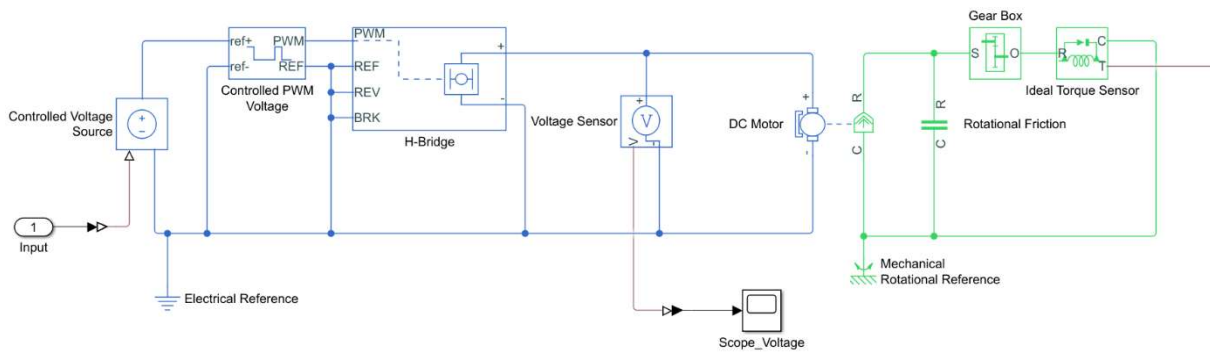 Gear Box
ref+
PWM
ref-
REF
Controlled PWM
Voltage
PWM
REF
REV
BRK
+
-
H-Bridge
Controlled Voltage
Source
+
-
Voltage Sensor
+
V
-
V
DC Motor
+
-
R
C
R
C
Rotational Friction
S
O
R
C
T
Ideal Torque Sensor
1
Input
Electrical Reference
Mechanical
Rotational Reference
Scope_Voltage